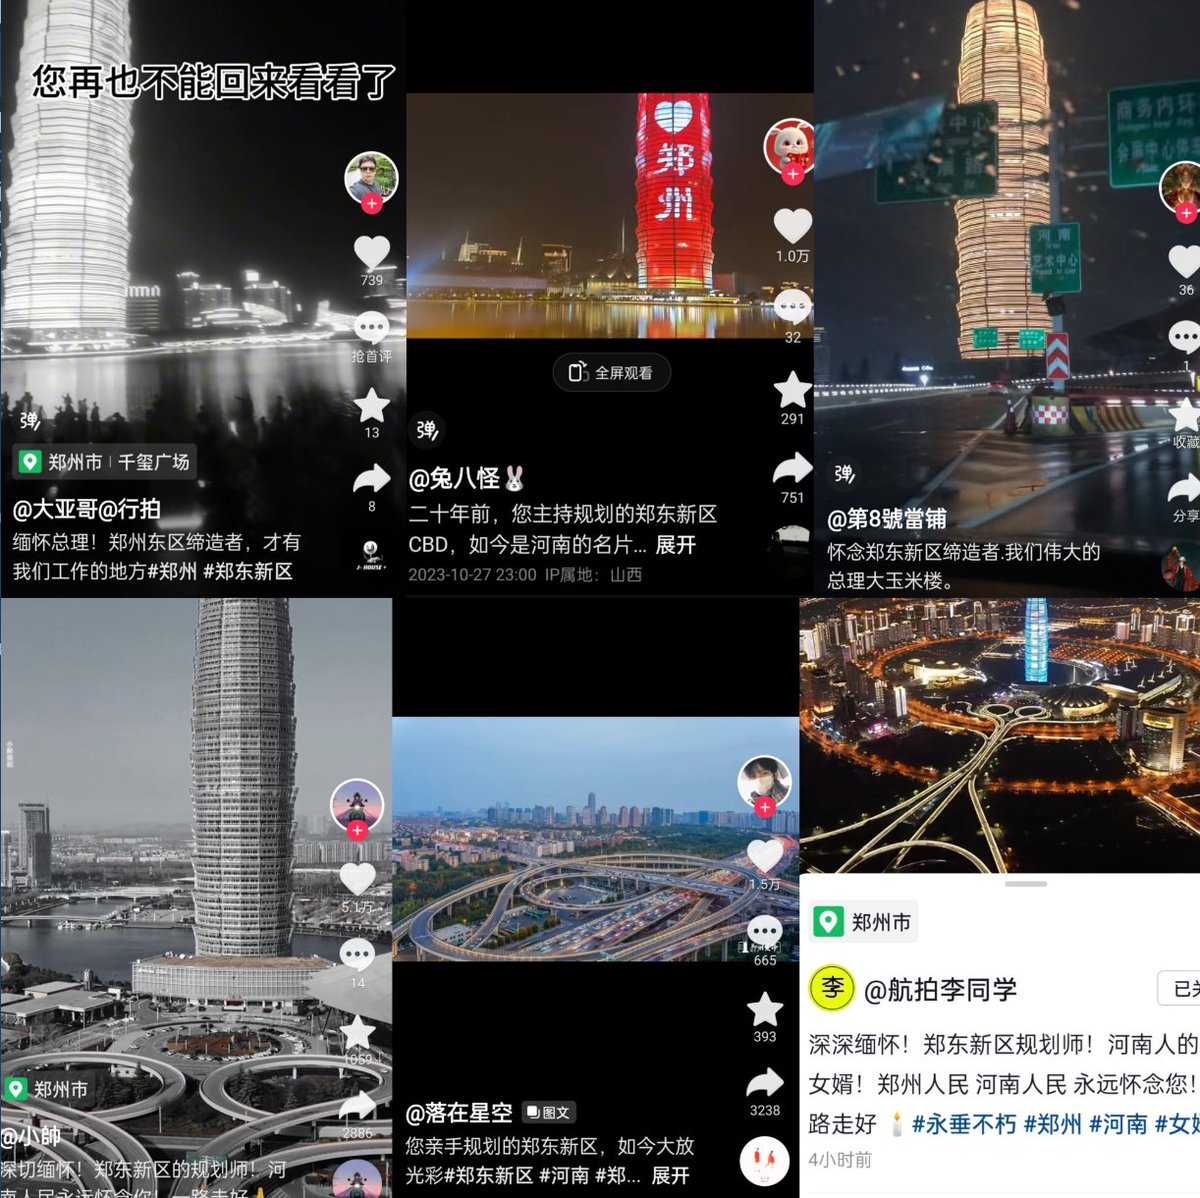 您再也不能回来看看了
739
抢首评
13
8
弹
郑州市 | 千玺广场
@大亚哥@行拍
缅怀总理！郑州东区缔造者，才有
我们工作的地方#郑州 #郑东新区
J·HOUSE
郑
州
1.0万
32
全屏观看
291
弹
751
@兔八怪🐰
二十年前，您主持规划的郑东新区
CBD，如今是河南的名片... 展开
2023-10-27 23:00 IP属地：山西
商务内环
会展中心
中心
河南
艺术中心
36
1
收藏
弹
分享
@第8號當铺
怀念郑东新区缔造者.我们伟大的
总理大玉米楼。
5.1万
14
1059
郑州市
2886
@小帥
深切缅怀！郑东新区的规划师！河
南人民永远怀念您！一路走好
1.5万
665
393
3238
@落在星空 图文
您亲手规划的郑东新区，如今大放
光彩#郑东新区 #河南 #郑... 展开
郑州市
李
@航拍李同学
已关
深深缅怀！郑东新区规划师！河南人的
女婿！郑州人民 河南人民 永远怀念您！
路走好 🕯️ #永垂不朽 #郑州 #河南 #女婿
4小时前